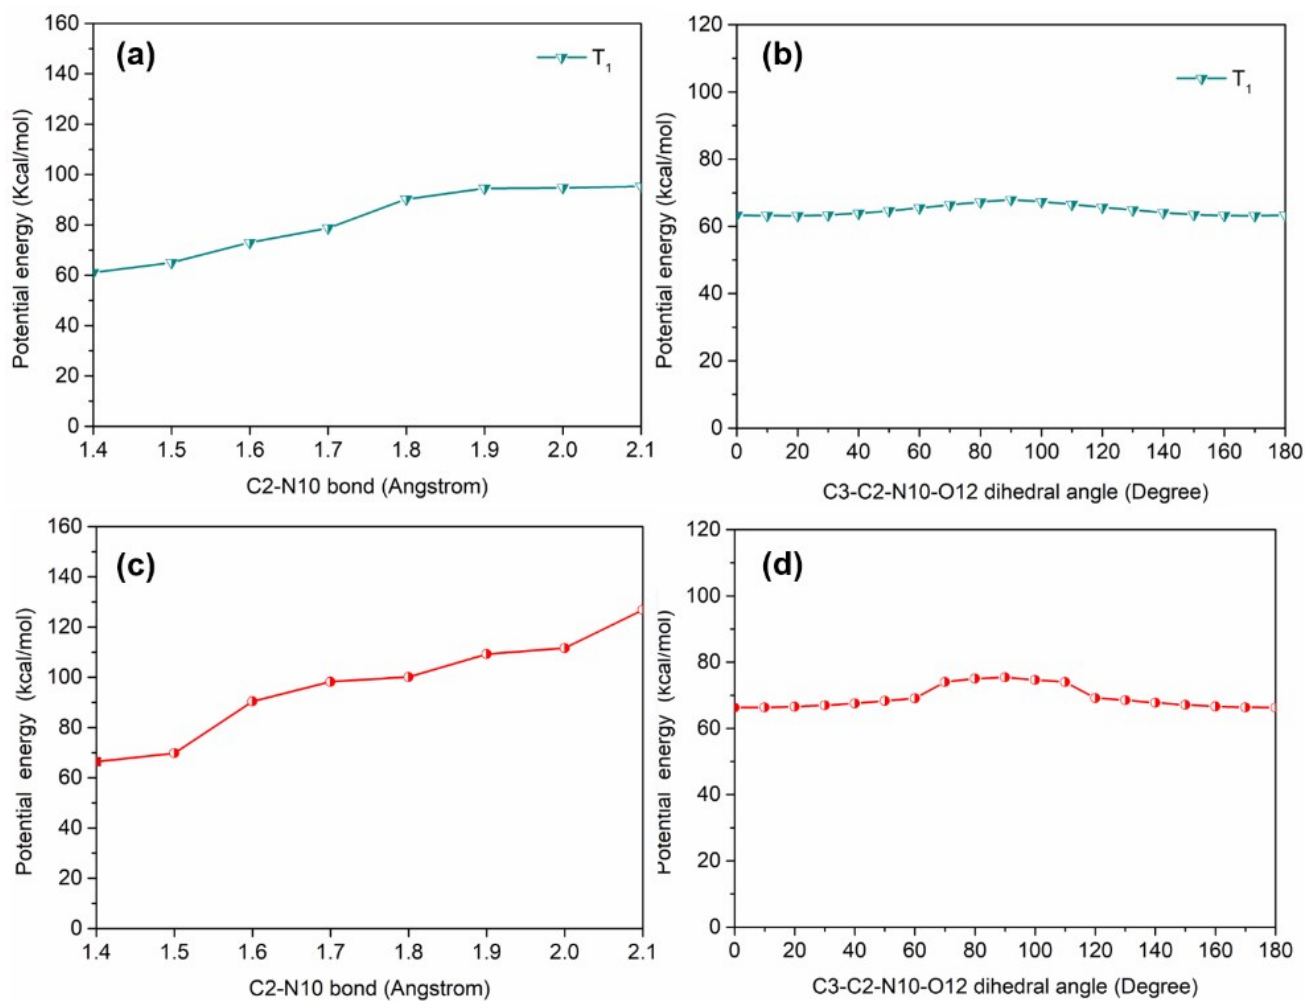 (a)
T1
Potential energy (Kcal/mol)
160
140
120
100
80
60
40
20
0
1.4 1.5 1.6 1.7 1.8 1.9 2.0 2.1
C2-N10 bond (Angstrom)
(b)
T1
Potential energy (kcal/mol)
120
100
80
60
40
20
0
0 20 40 60 80 100 120 140 160 180
C3-C2-N10-O12 dihedral angle (Degree)
(c)
Potential energy (kcal/mol)
160
140
120
100
80
60
40
20
0
1.4 1.5 1.6 1.7 1.8 1.9 2.0 2.1
C2-N10 bond (Angstrom)
(d)
Potential energy (kcal/mol)
120
100
80
60
40
20
0
0 20 40 60 80 100 120 140 160 180
C3-C2-N10-O12 dihedral angle (Degree)